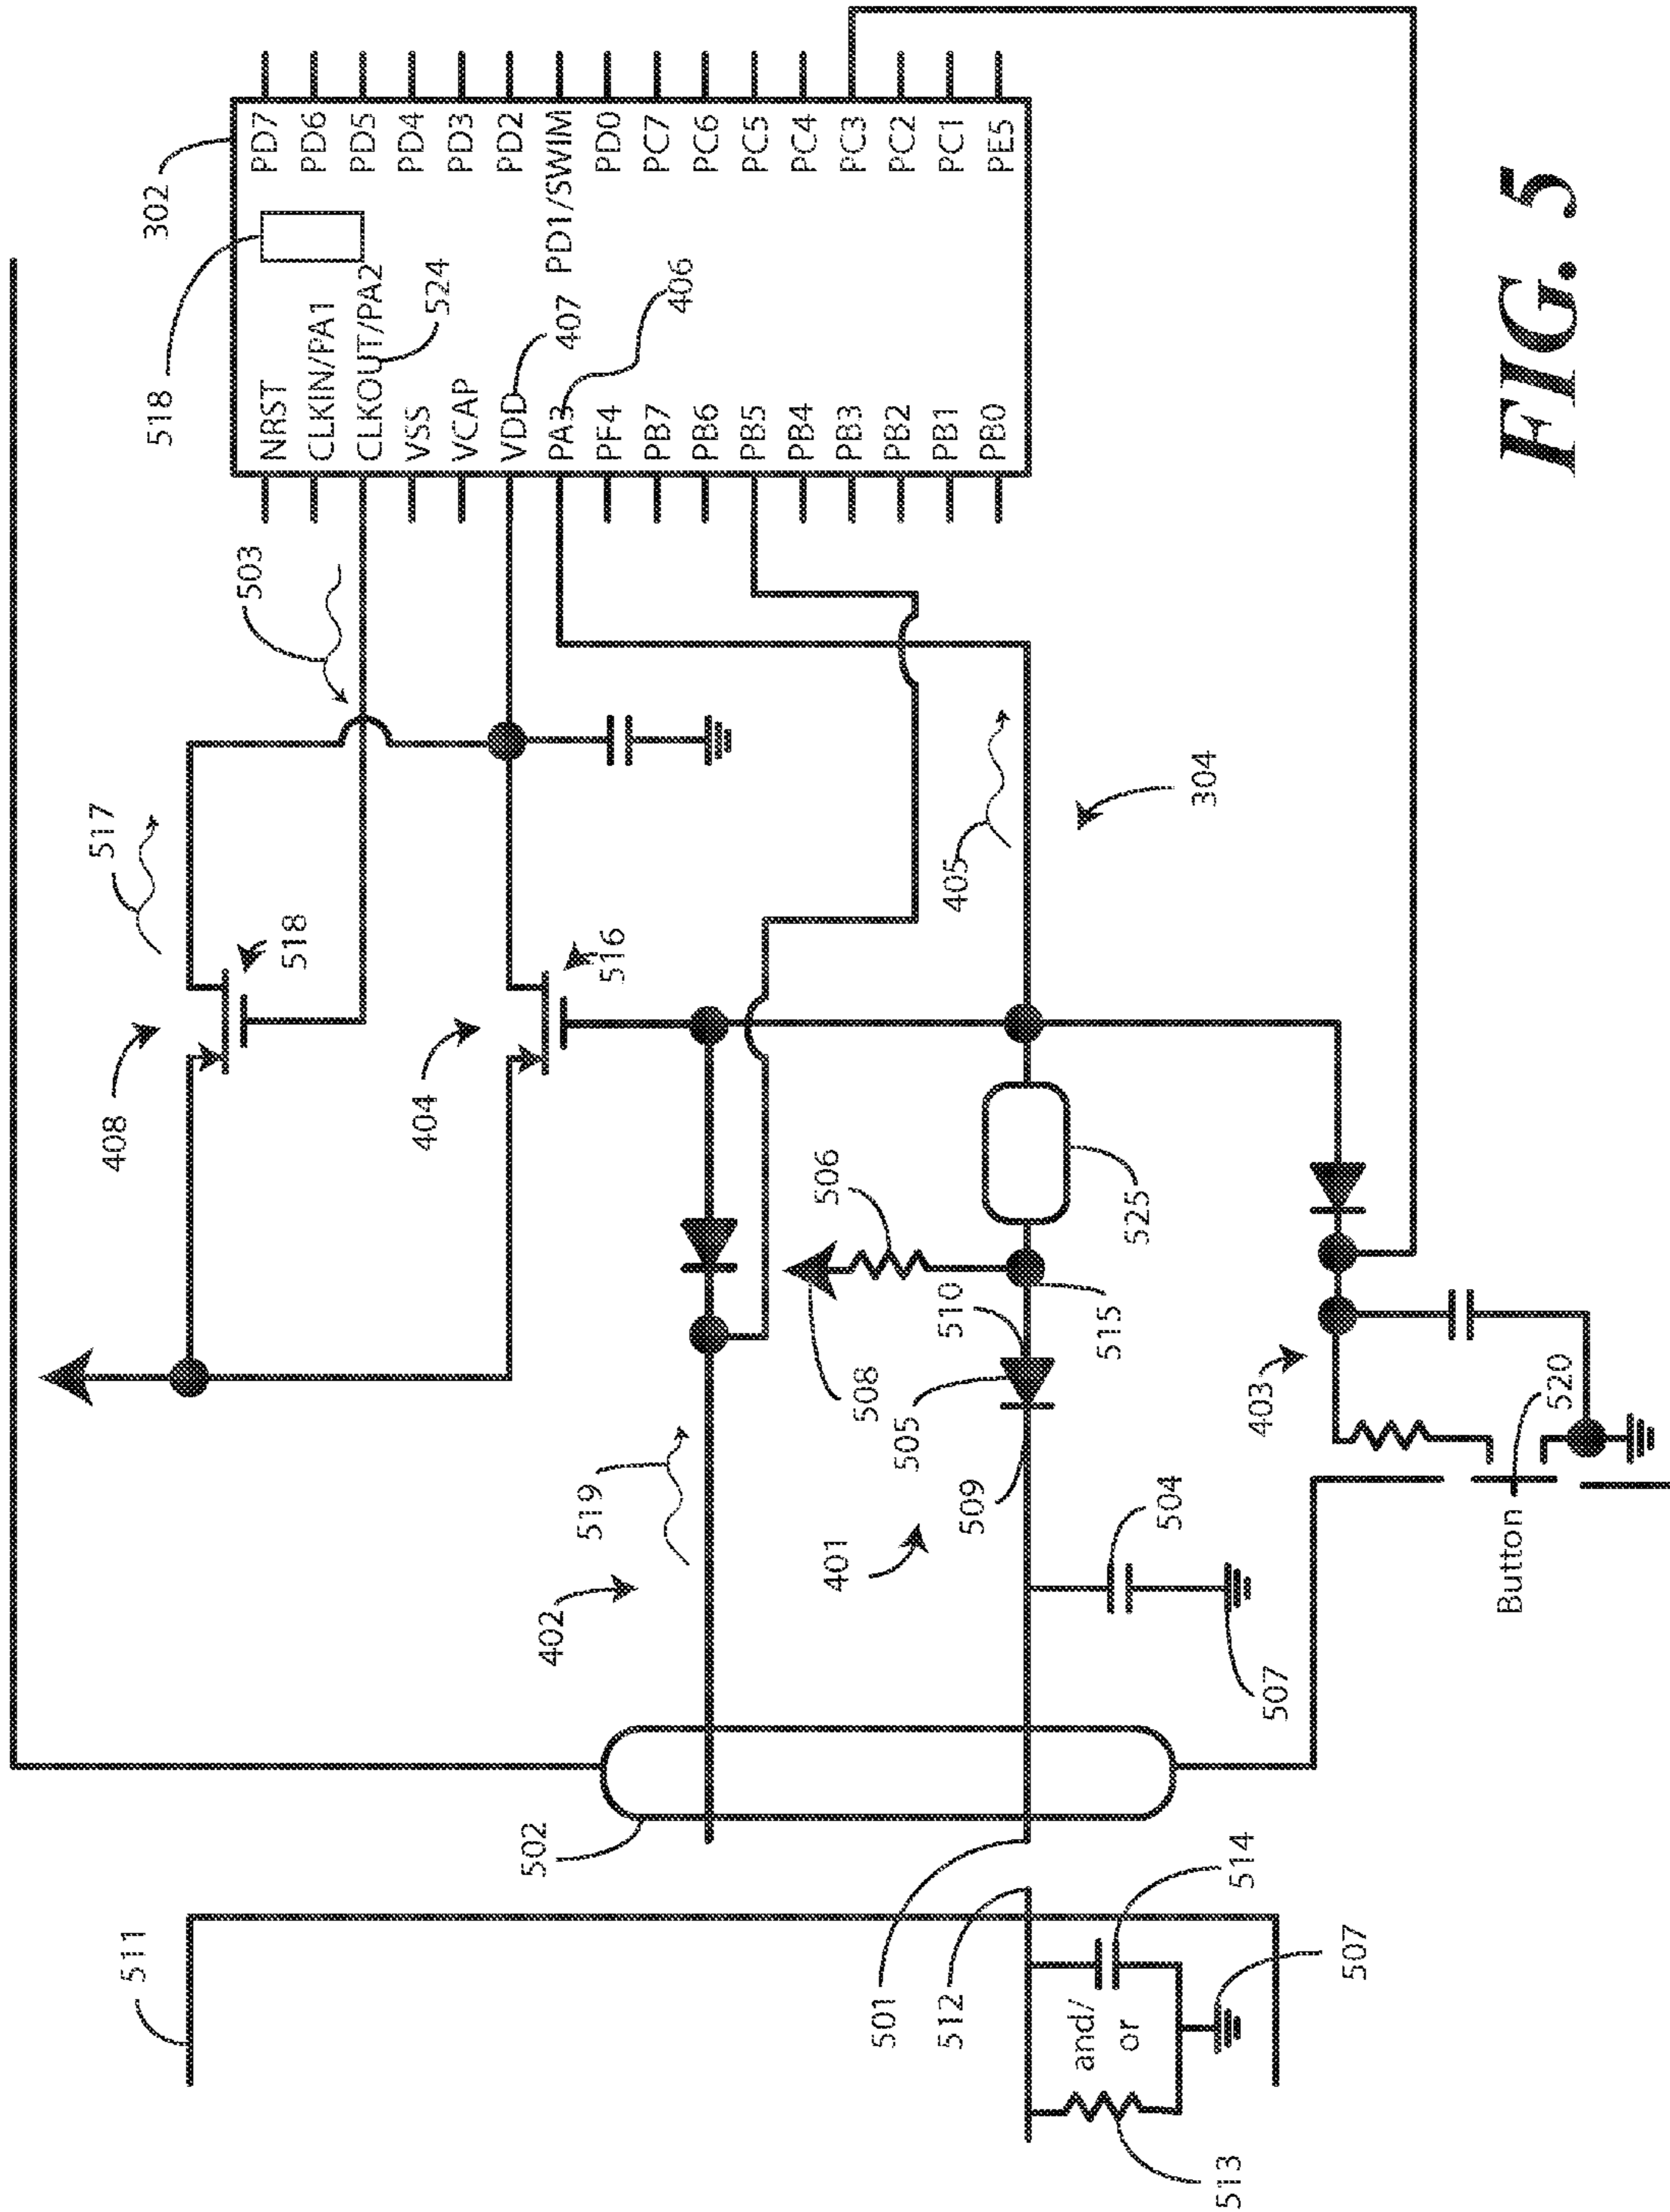 302
518
NRST
CLKIN/PA1
CLKOUT/PA2
VSS
VCAP
VDD
PA3
PF4
PB7
PB6
PB5
PB4
PB3
PB2
PB1
PB0
PD7
PD6
PD5
PD4
PD3
PD2
PD1/SWIM
PD0
PC7
PC6
PC5
PC4
PC3
PC2
PC1
PE5
524
407
406
503
517
518
408
404
516
405
304
506
525
510
515
508
505
509
519
402
401
403
520
Button
504
507
502
511
501
512
514
and/
or
507
513
FIG. 5